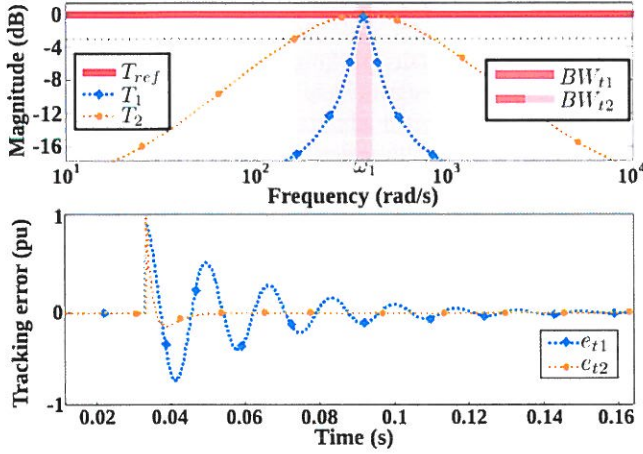 0
-4
-8
-12
-16
Magnitude (dB)
T_ref
T_1
T_2
BW_t1
BW_t2
10^1
10^2
ω_1
10^3
10^4
Frequency (rad/s)
1
0
-1
Tracking error (pu)
e_t1
e_t2
0.02
0.04
0.06
0.08
0.1
0.12
0.14
0.16
Time (s)